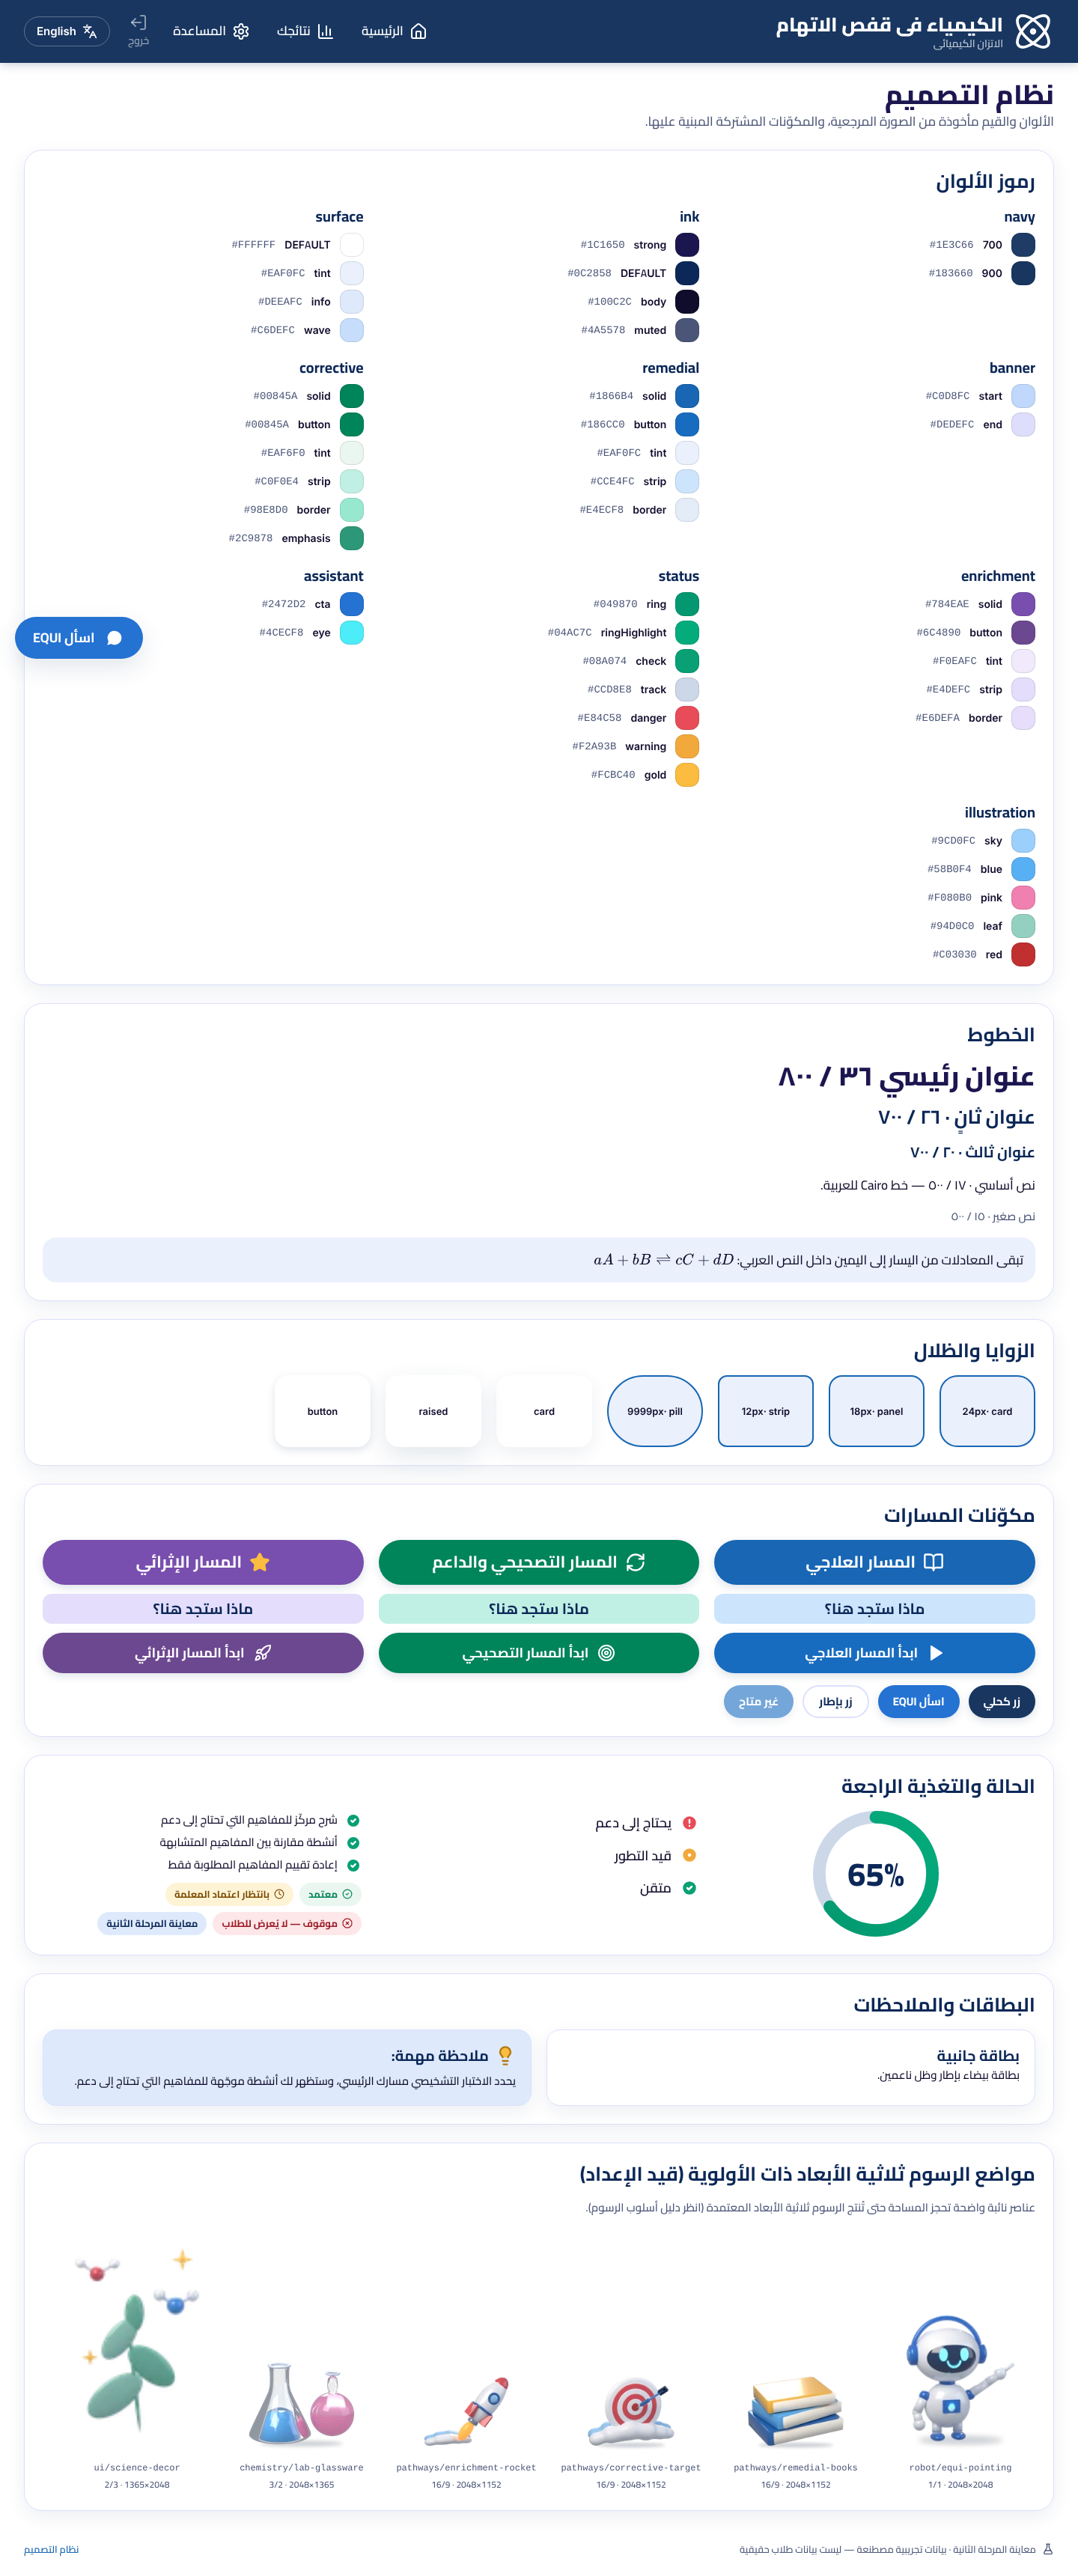 الكيمياء في قفص الاتهام
الاتزان الكيميائي
الرئيسية
نتائجك
المساعدة
خروج
English
نظام التصميم
الألوان والقيم مأخوذة من الصورة المرجعية، والمكوّنات المشتركة المبنية عليها.
رموز الألوان
navy
700 #1E3C66
900 #183660
ink
strong #1C1650
DEFAULT #0C2858
body #100C2C
muted #4A5578
surface
DEFAULT #FFFFFF
tint #EAF0FC
info #DEEAFC
wave #C6DEFC
banner
start #C0D8FC
end #DEDEFC
remedial
solid #1866B4
button #186CC0
tint #EAF0FC
strip #CCE4FC
border #E4ECF8
corrective
solid #00845A
button #00845A
tint #EAF6F0
strip #C0F0E4
border #98E8D0
emphasis #2C9878
enrichment
solid #784EAE
button #6C4890
tint #F0EAFC
strip #E4DEFC
border #E6DEFA
status
ring #049870
ringHighlight #04AC7C
check #08A074
track #CCD8E8
danger #E84C58
warning #F2A93B
gold #FCBC40
assistant
cta #2472D2
eye #4CECF8
اسأل EQUI
illustration
sky #9CD0FC
blue #58B0F4
pink #F080B0
leaf #94D0C0
red #C03030
الخطوط
عنوان رئيسي ٣٦ / ٨٠٠
عنوان ثانٍ · ٢٦ / ٧٠٠
عنوان ثالث · ٢٠ / ٧٠٠
نص أساسي · ١٧ / ٥٠٠ — خط Cairo للعربية.
نص صغير · ١٥ / ٥٠٠
تبقى المعادلات من اليسار إلى اليمين داخل النص العربي: aA + bB ⇌ cC + dD
الزوايا والظلال
24px· card
18px· panel
12px· strip
9999px· pill
card
raised
button
مكوّنات المسارات
المسار العلاجي
المسار التصحيحي والداعم
المسار الإثرائي
ماذا ستجد هنا؟
ماذا ستجد هنا؟
ماذا ستجد هنا؟
ابدأ المسار العلاجي
ابدأ المسار التصحيحي
ابدأ المسار الإثرائي
زر كحلي
اسأل EQUI
زر بإطار
غير متاح
الحالة والتغذية الراجعة
65%
يحتاج إلى دعم
قيد التطور
متقن
شرح مركّز للمفاهيم التي تحتاج إلى دعم
أنشطة مقارنة بين المفاهيم المتشابهة
إعادة تقييم المفاهيم المطلوبة فقط
معتمد
بانتظار اعتماد المعلمة
موقوف — لا يُعرض للطلاب
معاينة المرحلة الثانية
البطاقات والملاحظات
بطاقة جانبية
بطاقة بيضاء بإطار وظل ناعمين.
ملاحظة مهمة:
يحدد الاختبار التشخيصي مسارك الرئيسي، وستظهر لك أنشطة موجّهة للمفاهيم التي تحتاج إلى دعم.
مواضع الرسوم ثلاثية الأبعاد ذات الأولوية (قيد الإعداد)
عناصر نائبة واضحة تحجز المساحة حتى تُنتج الرسوم ثلاثية الأبعاد المعتمدة (انظر دليل أسلوب الرسوم).
robot/equi-pointing
1/1 · 2048×2048
pathways/remedial-books
16/9 · 2048×1152
pathways/corrective-target
16/9 · 2048×1152
pathways/enrichment-rocket
16/9 · 2048×1152
chemistry/lab-glassware
3/2 · 2048×1365
ui/science-decor
2/3 · 1365×2048
معاينة المرحلة الثانية · بيانات تجريبية مصطنعة — ليست بيانات طلاب حقيقية
نظام التصميم